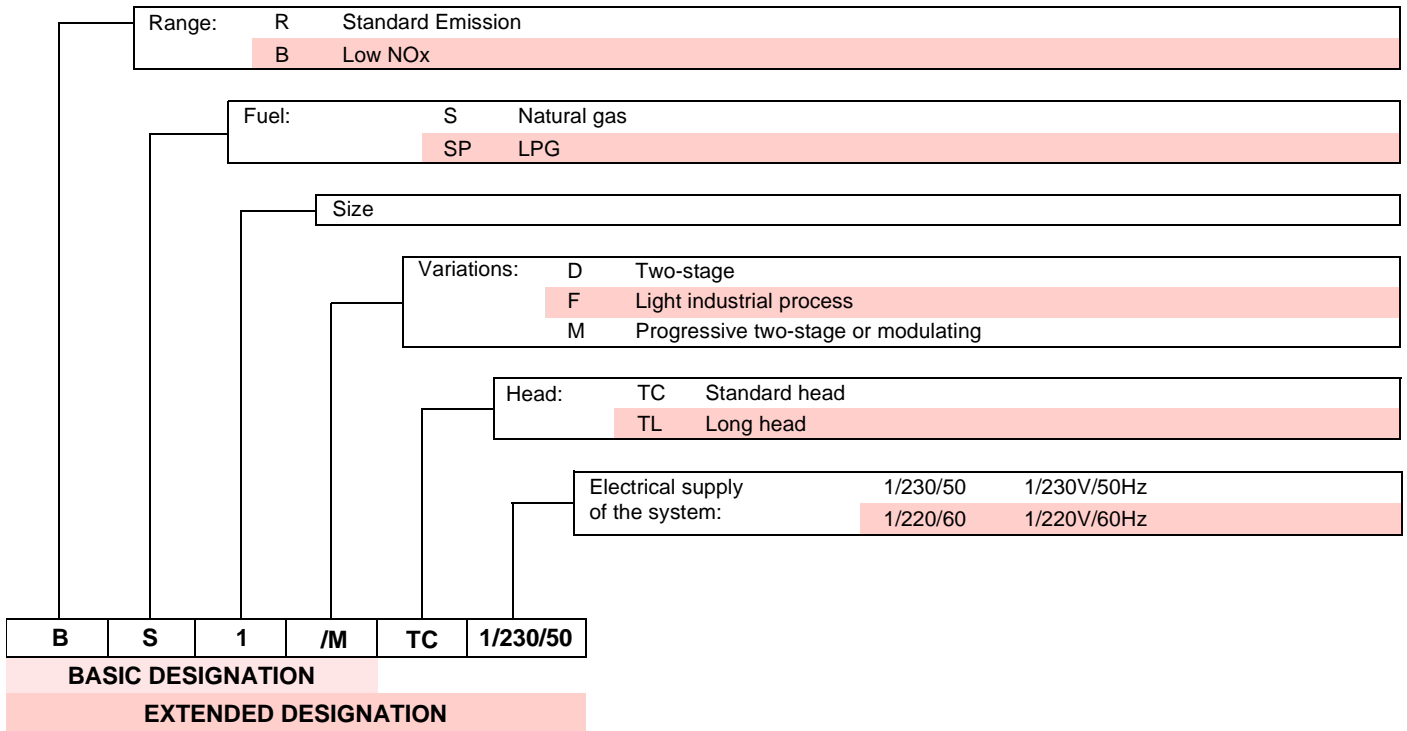 Range: R Standard Emission
B Low NOx
Fuel: S Natural gas
SP LPG
Size
Variations: D Two-stage
F Light industrial process
M Progressive two-stage or modulating
Head: TC Standard head
TL Long head
Electrical supply 1/230/50 1/230V/50Hz
of the system: 1/220/60 1/220V/60Hz
B S 1 /M TC 1/230/50
BASIC DESIGNATION
EXTENDED DESIGNATION